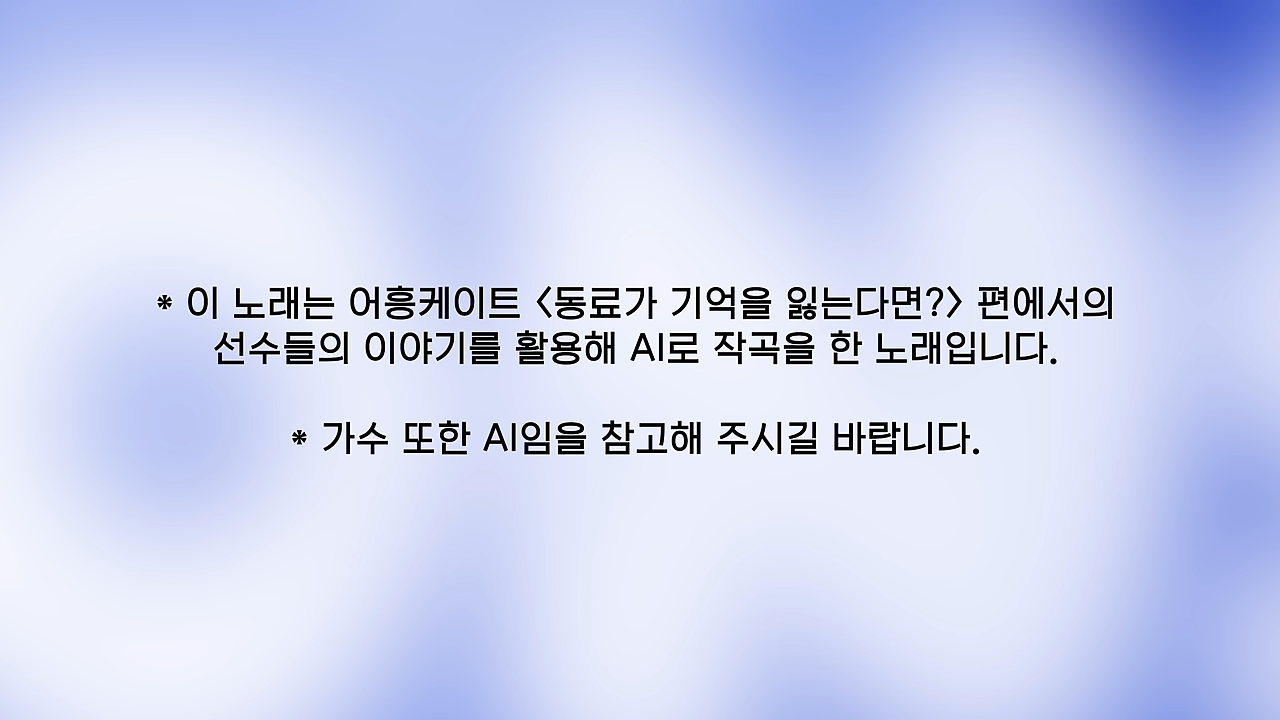 * 이 노래는 어흥케이트 <동료가 기억을 잃는다면?> 편에서의
선수들의 이야기를 활용해 AI로 작곡을 한 노래입니다.
* 가수 또한 AI임을 참고해 주시길 바랍니다.